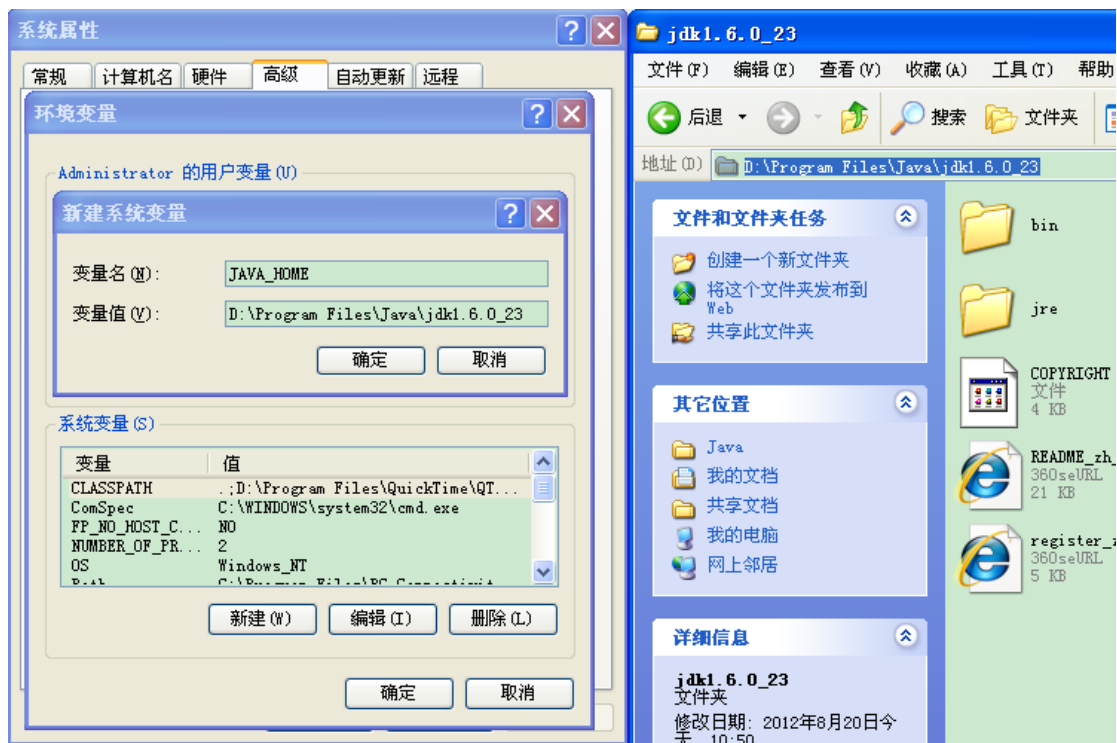 系统属性
常规 计算机名 硬件 高级 自动更新 远程
环境变量
Administrator 的用户变量(U)
新建系统变量
变量名(N): JAVA_HOME
变量值(V): D:\Program Files\Java\jdk1.6.0_23
确定 取消
系统变量(S)
变量 值
CLASSPATH .;D:\Program Files\QuickTime\QT...
ComSpec C:\WINDOWS\system32\cmd.exe
FP_NO_HOST_C... NO
NUMBER_OF_PR... 2
OS Windows_NT
新建(W) 编辑(I) 删除(L)
确定 取消
jdk1.6.0_23
文件(F) 编辑(E) 查看(V) 收藏(A) 工具(T) 帮助
后退 搜索 文件夹
地址(D) D:\Program Files\Java\jdk1.6.0_23
文件和文件夹任务
创建一个新文件夹
将这个文件夹发布到
Web
共享此文件夹
其它位置
Java
我的文档
共享文档
我的电脑
网上邻居
详细信息
jdk1.6.0_23
文件夹
修改日期: 2012年8月20日今
天, 10:50
bin
jre
COPYRIGHT
文件
4 KB
README_zh_
360seURL
21 KB
register_z
360seURL
5 KB